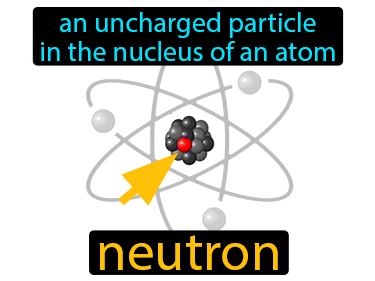 an uncharged particle
in the nucleus of an atom
neutron